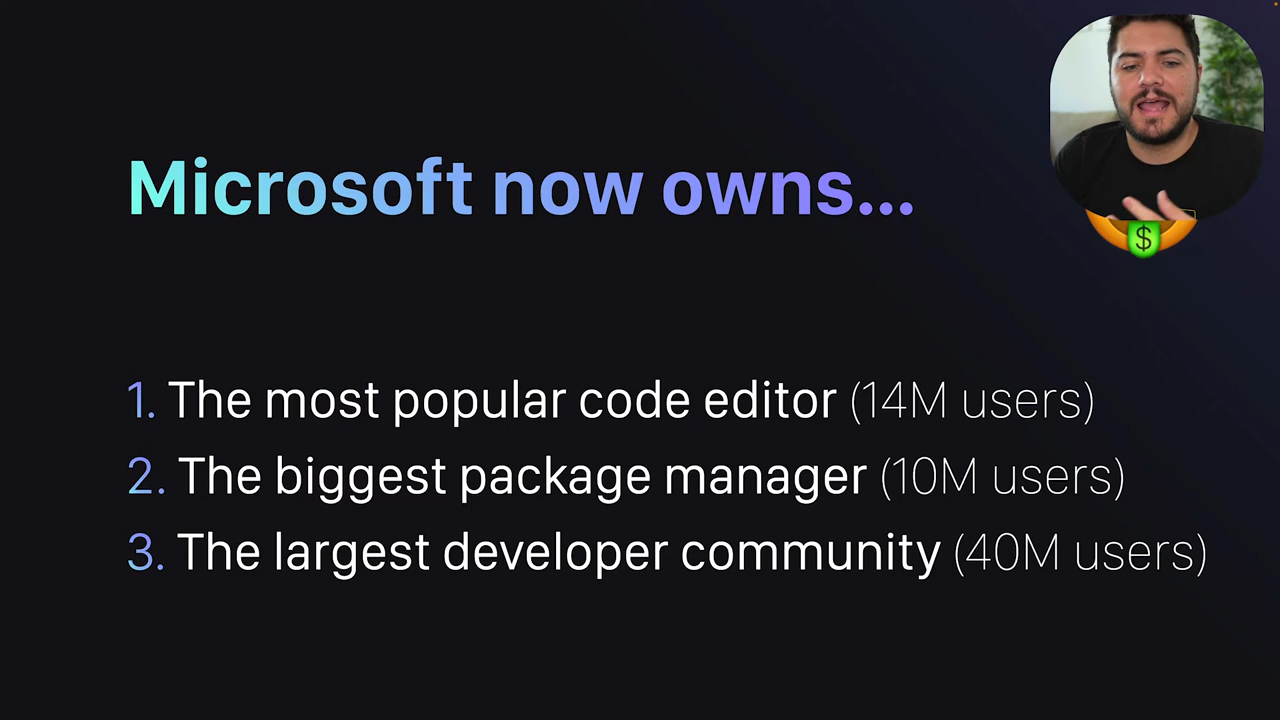 Microsoft now owns...
$
1. The most popular code editor (14M users)
2. The biggest package manager (10M users)
3. The largest developer community (40M users)